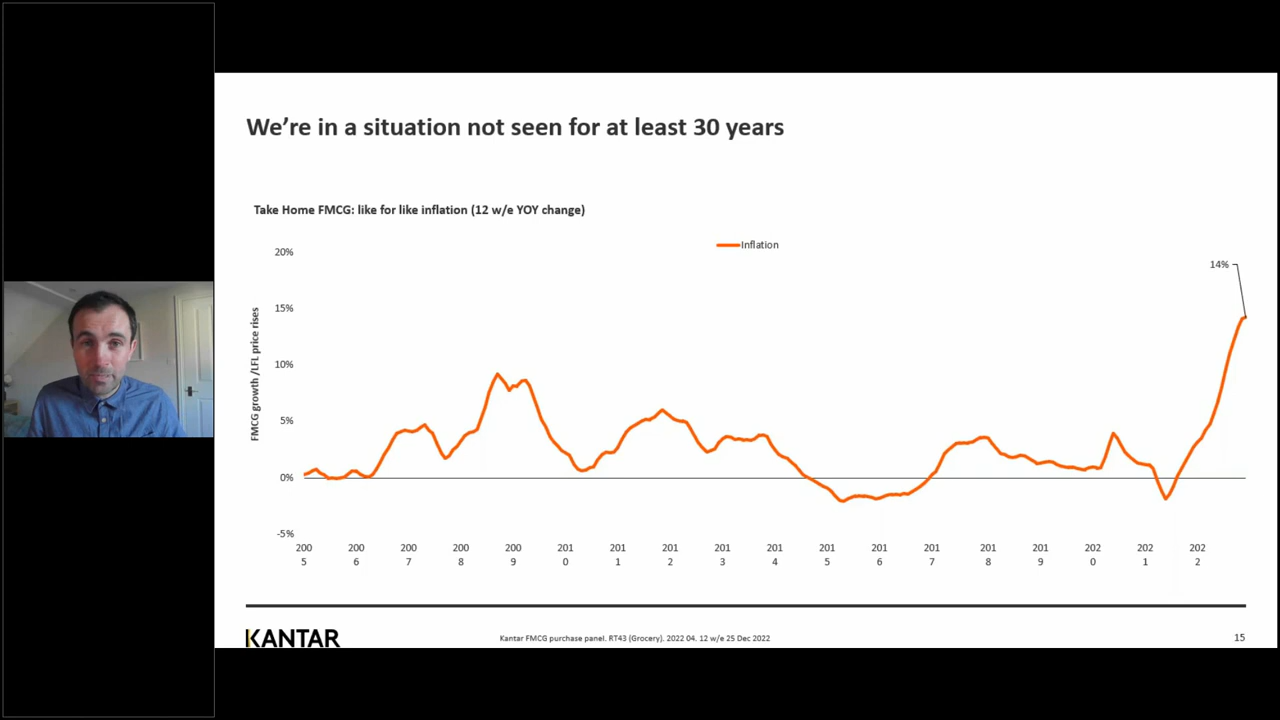 We’re in a situation not seen for at least 30 years
Take Home FMCG: like for like inflation (12 w/e YOY change)
Inflation
FMCG growth /LFL price rises
20%
15%
10%
5%
0%
-5%
14%
200 200 200 200 200 201 201 201 201 201 201 201 201 201 201 202 202 202
5 6 7 8 9 0 1 2 3 4 5 6 7 8 9 0 1 2
KANTAR
Kantar FMCG purchase panel. RT43 (Grocery). 2022 04. 12 w/e 25 Dec 2022
15